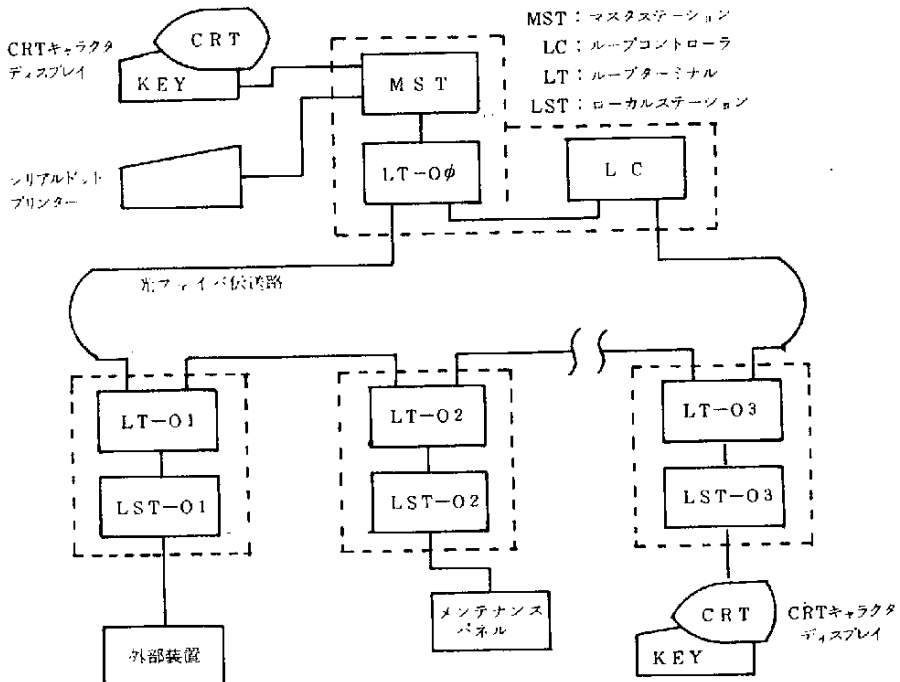 MST：マスタステーション
LC：ループコントローラ
LT：ループターミナル
LST：ローカルステーション
CRTキャラクタ
ディスプレイ
CRT
KEY
MST
シリアルドット
プリンター
LT-0φ
LC
光ファイバ伝送路
LT-01
LST-01
LT-02
LST-02
LT-03
LST-03
外部装置
メンテナンス
パネル
CRT
KEY
CRTキャラクタ
ディスプレイ